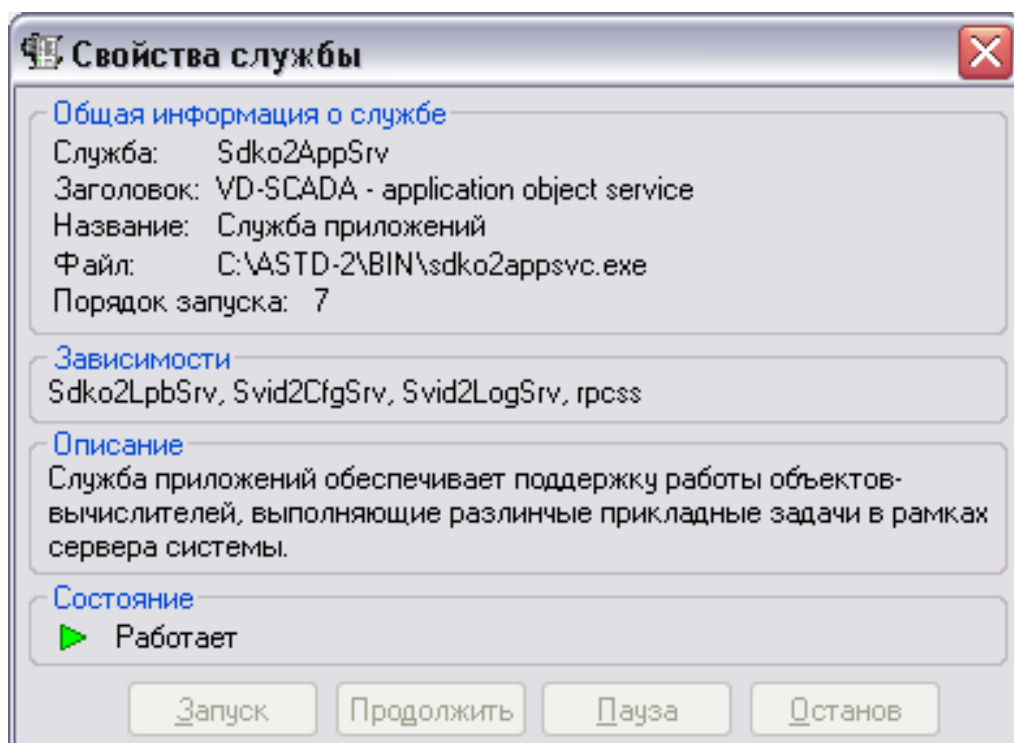 Свойства службы
Общая информация о службе
Служба: Sdko2AppSrv
Заголовок: VD-SCADA - application object service
Название: Служба приложений
Файл: C:\ASTD-2\BIN\sdko2appsvc.exe
Порядок запуска: 7
Зависимости
Sdko2LpbSrv, Svid2CfgSrv, Svid2LogSrv, rpcss
Описание
Служба приложений обеспечивает поддержку работы объектов-
вычислителей, выполняющие разлинчые прикладные задачи в рамках
сервера системы.
Состояние
Работает
Запуск Продолжить Пауза Останов